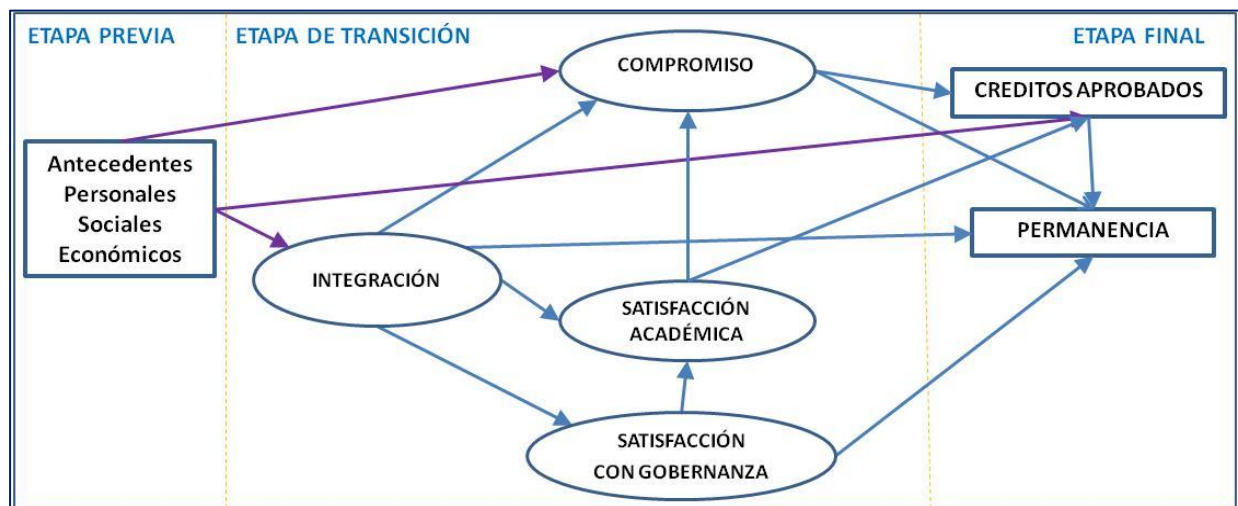 ETAPA PREVIA
ETAPA DE TRANSICIÓN
ETAPA FINAL
COMPROMISO
CREDITOS APROBADOS
Antecedentes
Personales
Sociales
Económicos
PERMANENCIA
INTEGRACIÓN
SATISFACCIÓN
ACADÉMICA
SATISFACCIÓN
CON GOBERNANZA